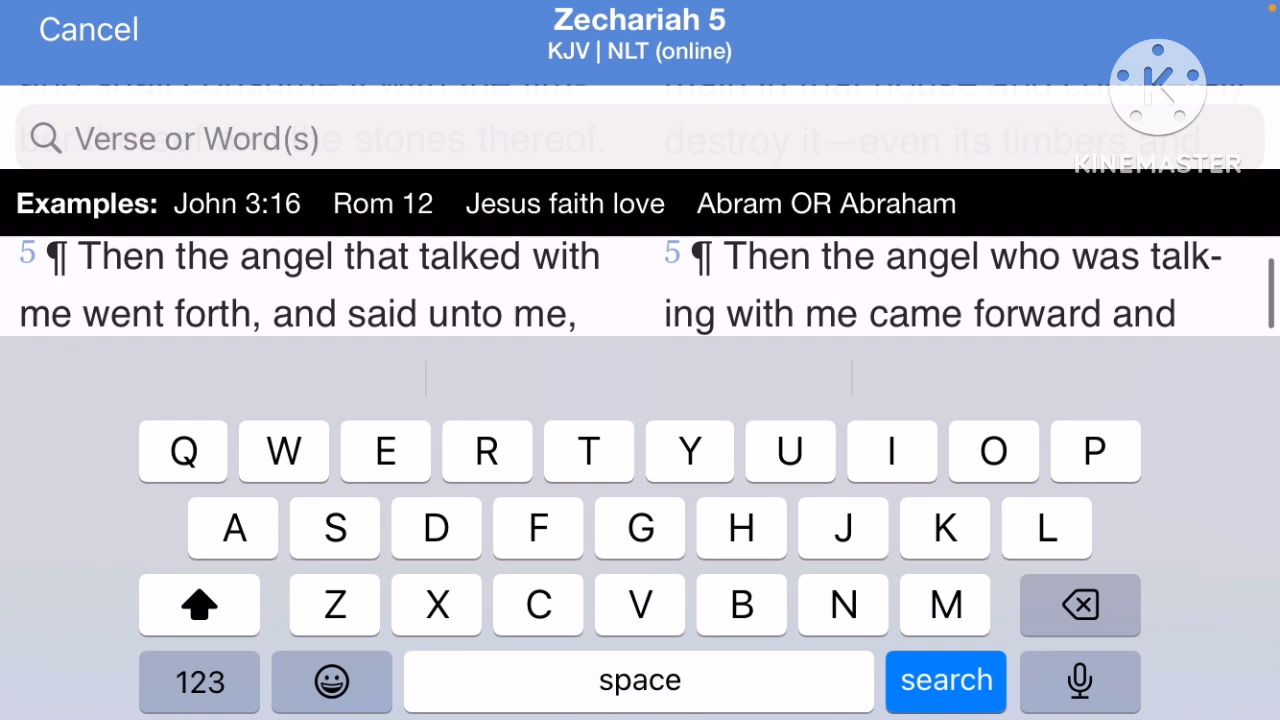 Cancel
Zechariah 5
KJV | NLT (online)
Verse or Word(s)
the stones thereof.
destroy it—even its timbers and
K
KINEMASTER
Examples: John 3:16 Rom 12 Jesus faith love Abram OR Abraham
5 ¶ Then the angel that talked with
me went forth, and said unto me,
5 ¶ Then the angel who was talk-
ing with me came forward and
Q W E R T Y U I O P
A S D F G H J K L
Z X C V B N M
123 space search